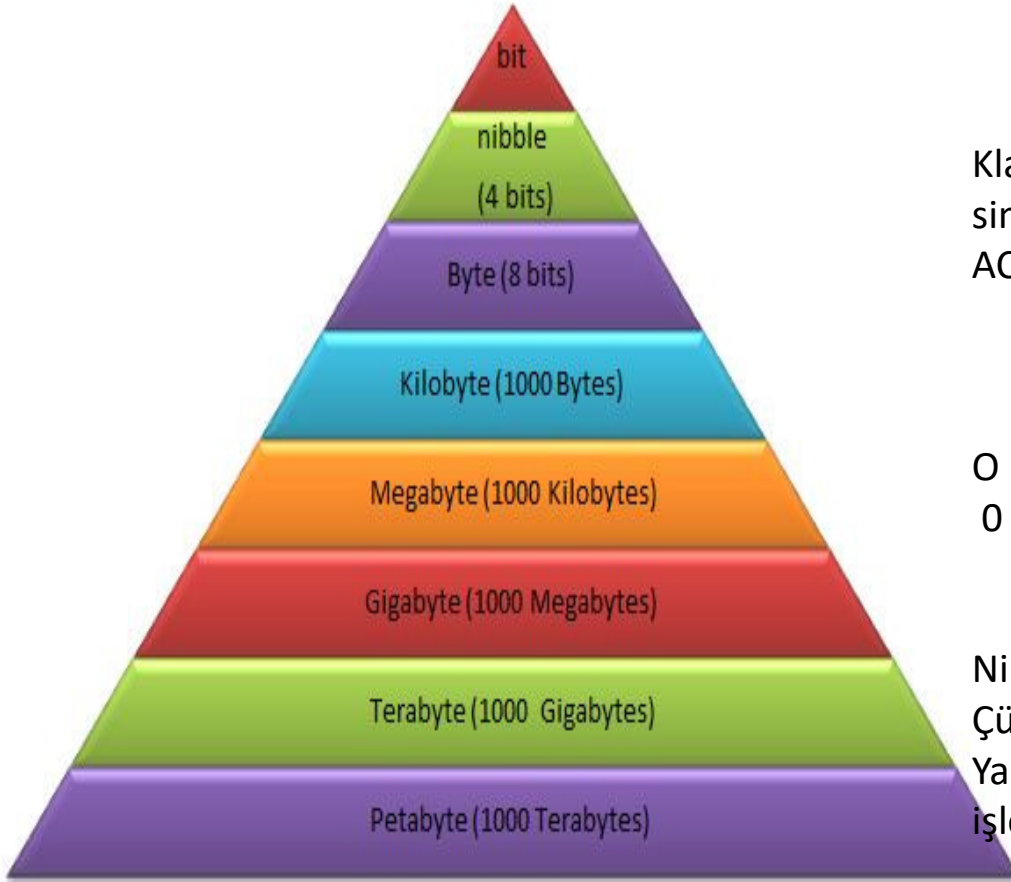 bit
nibble
(4 bits)
Byte (8 bits)
Kilobyte (1000 Bytes)
Megabyte (1000 Kilobytes)
Gigabyte (1000 Megabytes)
Terabyte (1000 Gigabytes)
Petabyte (1000 Terabytes)
O
0